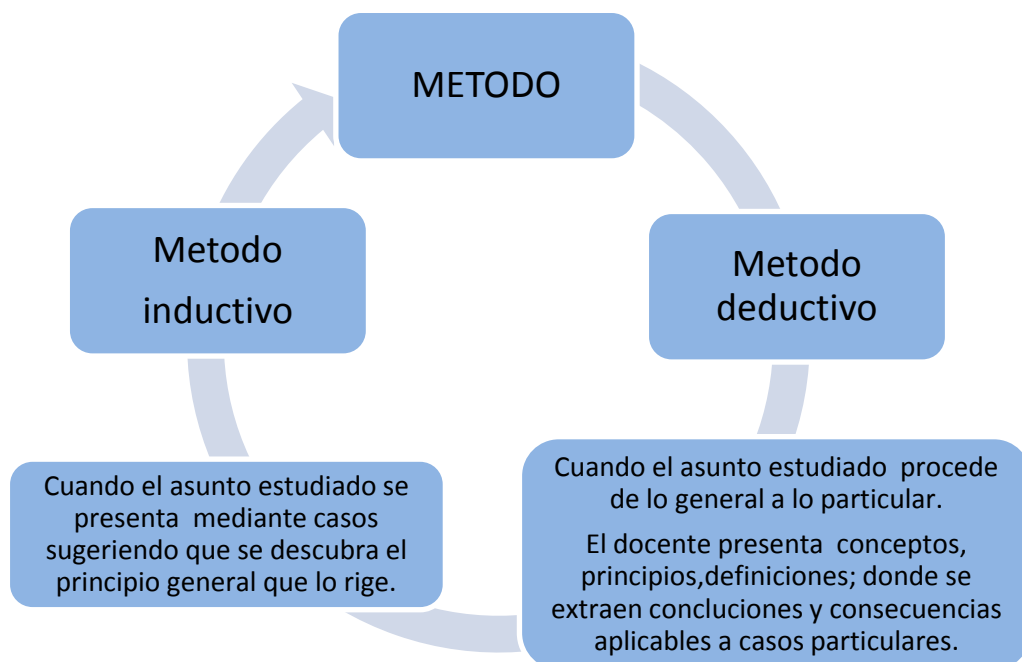 METODO
Metodo
deductivo
Cuando el asunto estudiado procede
de lo general a lo particular.
El docente presenta conceptos,
principios,definiciones; donde se
extraen concluciones y consecuencias
aplicables a casos particulares.
Cuando el asunto estudiado se
presenta mediante casos
sugeriendo que se descubra el
principio general que lo rige.
Metodo
inductivo